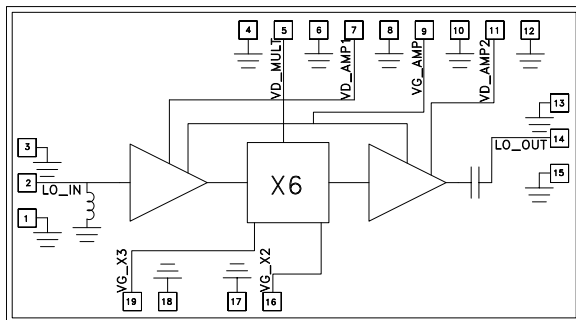 4 5 6 7 8 9 10 11 12
VD_MULT
VD_AMP1
VG_AMP
VD_AMP2
13
3
14
LO_OUT
2
LO_IN
X6
15
1
VG_X3
VG_X2
19 18 17 16